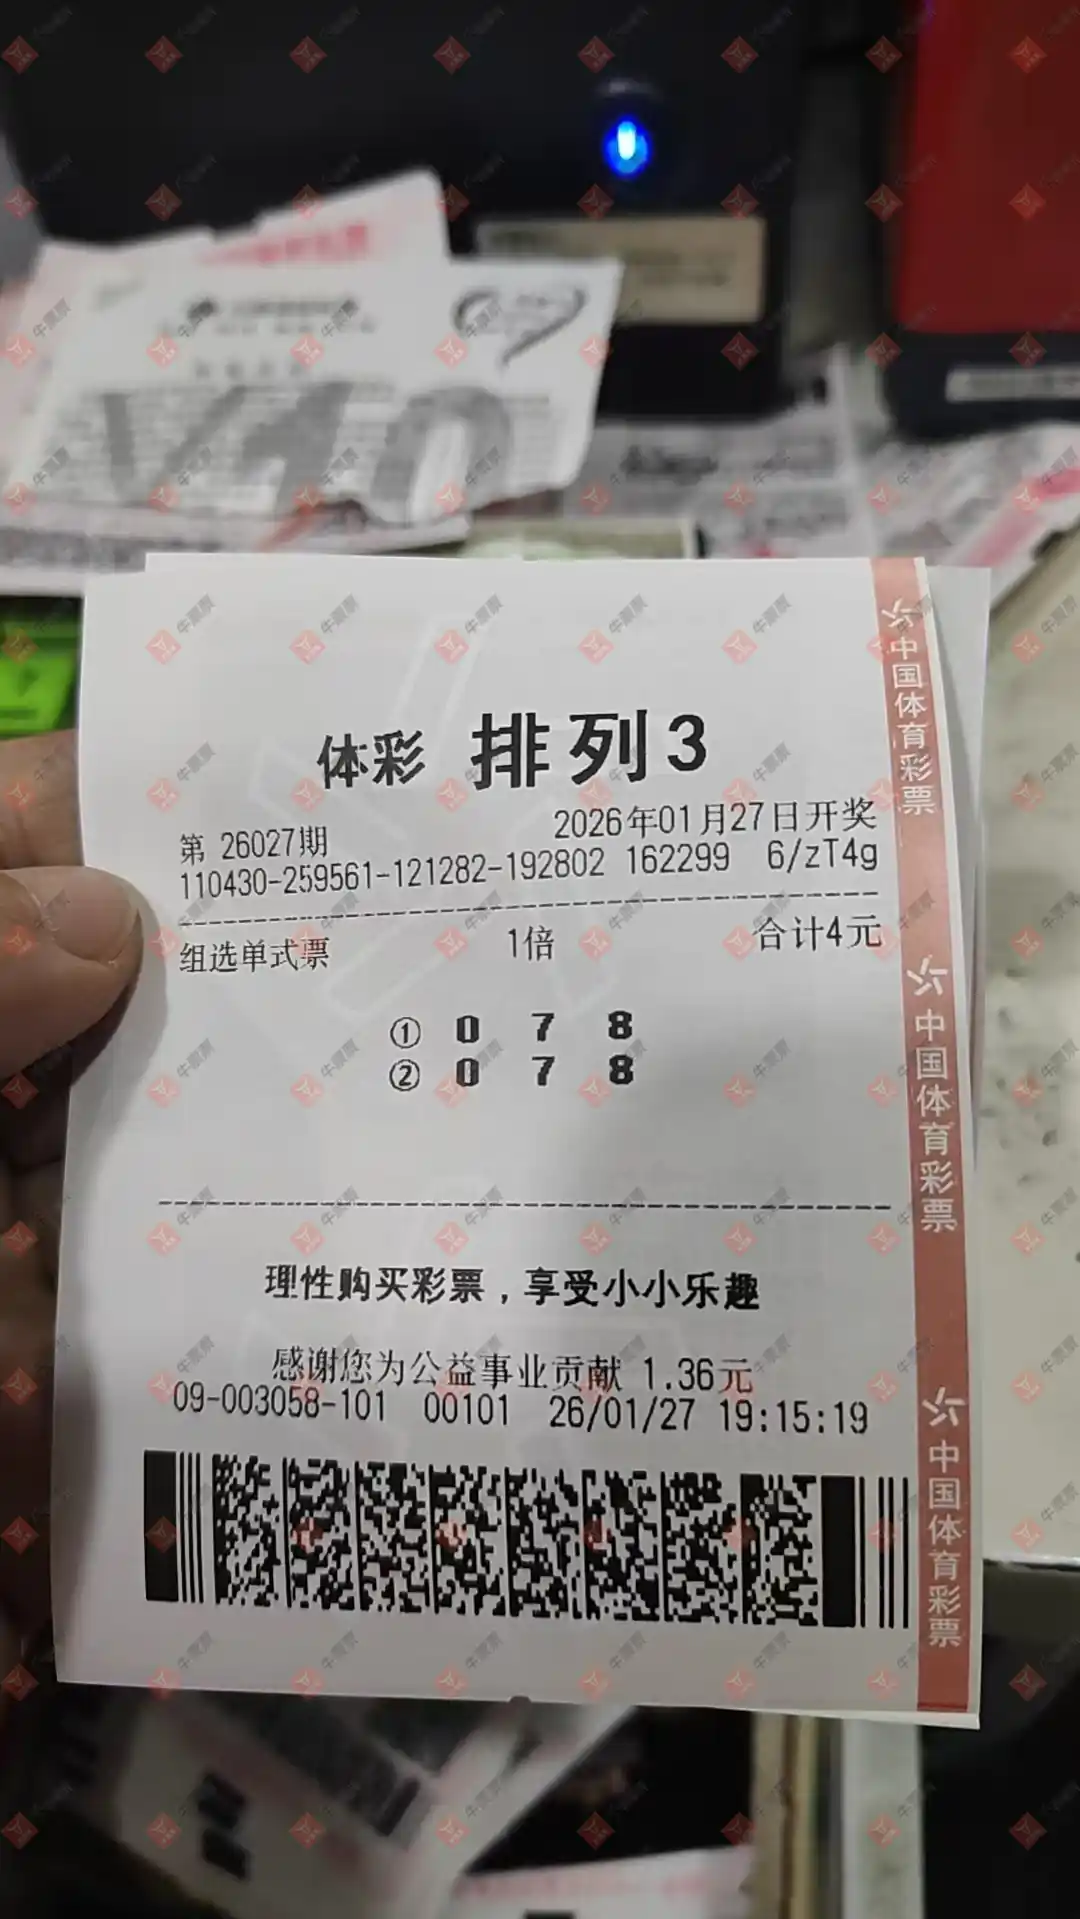 体彩 排列3
第 26027期 2026年01月27日开奖
110430-259561-121282-192802 162299 6/zT4g
组选单式票 1倍 合计4元
① 0 7 8
② 0 7 8
理性购买彩票，享受小小乐趣
感谢您为公益事业贡献 1.36元
09-003058-101 00101 26/01/27 19:15:19
中国体育彩票
中国体育彩票
中国体育彩票
V40
牛票票